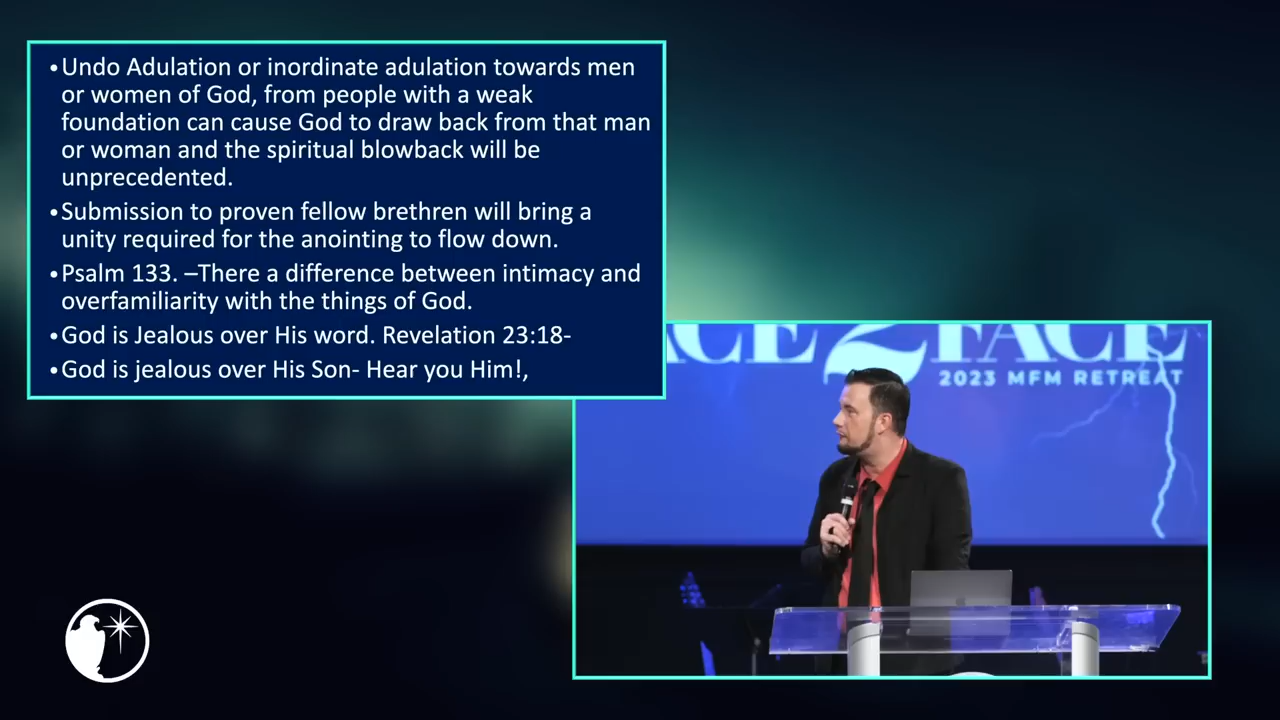 •Undo Adulation or inordinate adulation towards men
or women of God, from people with a weak
foundation can cause God to draw back from that man
or woman and the spiritual blowback will be
unprecedented.
•Submission to proven fellow brethren will bring a
unity required for the anointing to flow down.
•Psalm 133. –There a difference between intimacy and
overfamiliarity with the things of God.
•God is Jealous over His word. Revelation 23:18-
•God is jealous over His Son- Hear you Him!,
ACE 2 FACE
2023 MFM RETREAT